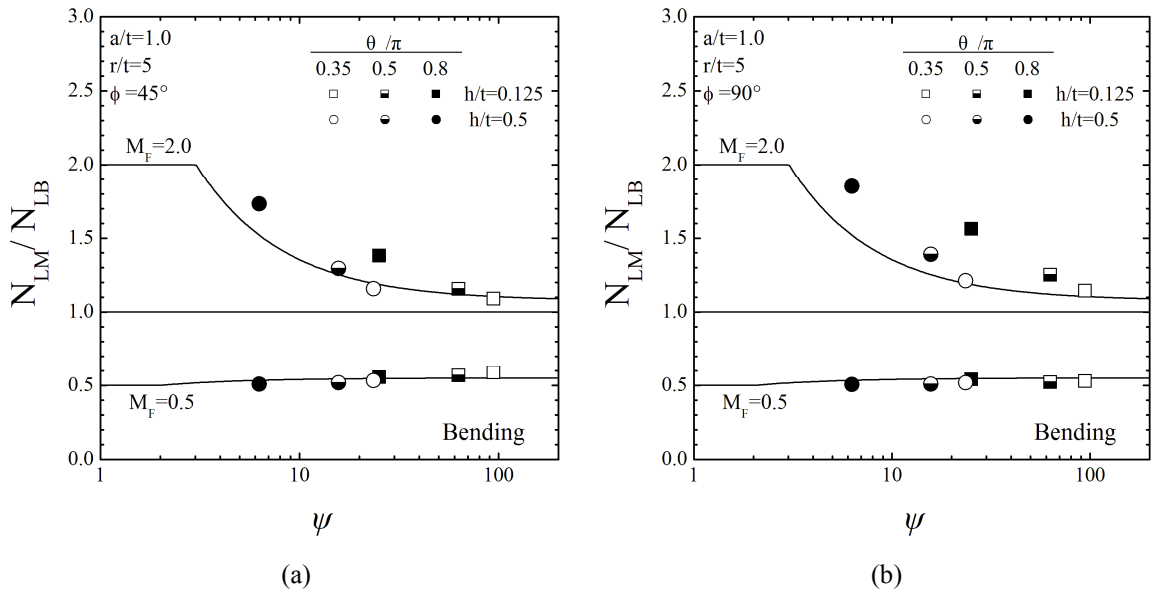 a/t=1.0
r/t=5
ϕ =45°
θ /π
0.35 0.5 0.8
h/t=0.125
h/t=0.5
M_F=2.0
M_F=0.5
Bending
3.0
2.5
2.0
1.5
1.0
0.5
0.0
N_LM/ N_LB
1 10 100
ψ
(a)
a/t=1.0
r/t=5
ϕ =90°
θ /π
0.35 0.5 0.8
h/t=0.125
h/t=0.5
M_F=2.0
M_F=0.5
Bending
3.0
2.5
2.0
1.5
1.0
0.5
0.0
N_LM/ N_LB
1 10 100
ψ
(b)